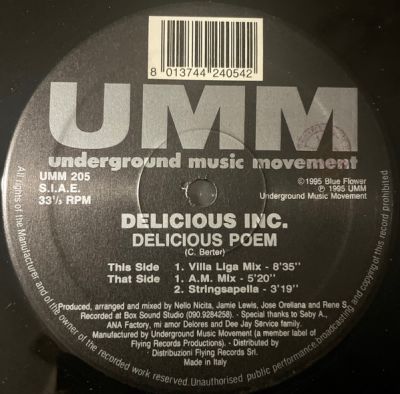 8 013744 240542
UMM
underground music movement
UMM 205
S.I.A.E.
33⅓ RPM
©1995 Blue Flower
℗ 1995 UMM
Underground Music Movement
DELICIOUS INC.
DELICIOUS POEM
(C. Berter)
This Side 1. Villa Liga Mix - 8'35''
That Side 1. A.M. Mix - 5'20''
2. Stringsapella - 3'19''
Produced, arranged and mixed by Nello Nicita, Jamie Lewis, Jose Orellana and Rene S.
Recorded at Box Sound Studio (090.9284258). - Special thanks to Seby A.,
ANA Factory, mi amor Delores and Dee Jay Service family.
Manufactured by Underground Music Movement (a member label of
Flying Records Productions). - Distributed by
Distribuzioni Flying Records Srl.
Made in Italy
All rights of the Manufacturer and of the owner of the recorded work reserved. Unauthorised public performance, broadcasting and copying of this record prohibited